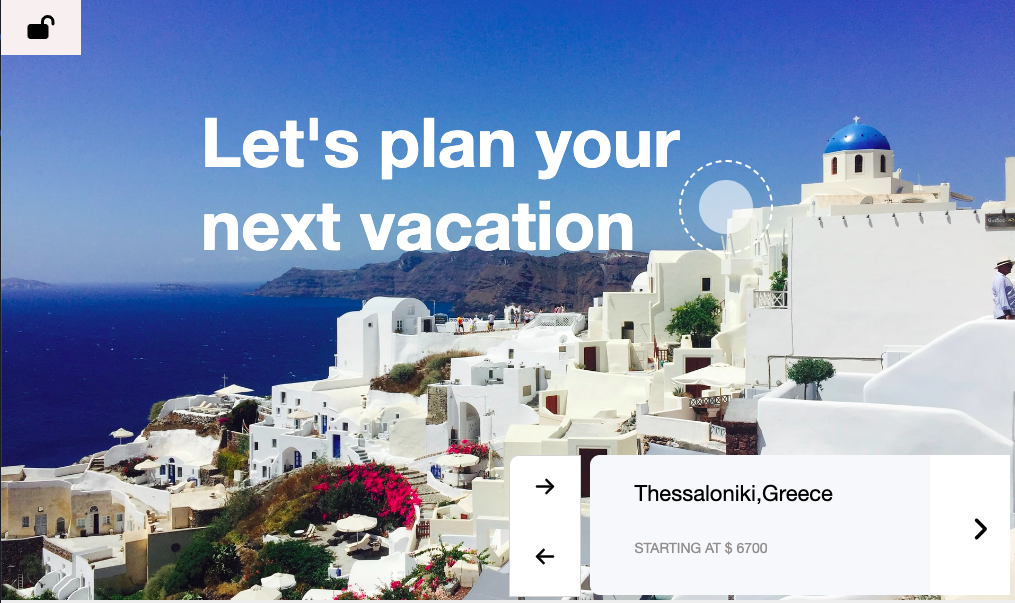 Let's plan your
next vacation
Thessaloniki,Greece
STARTING AT $ 6700